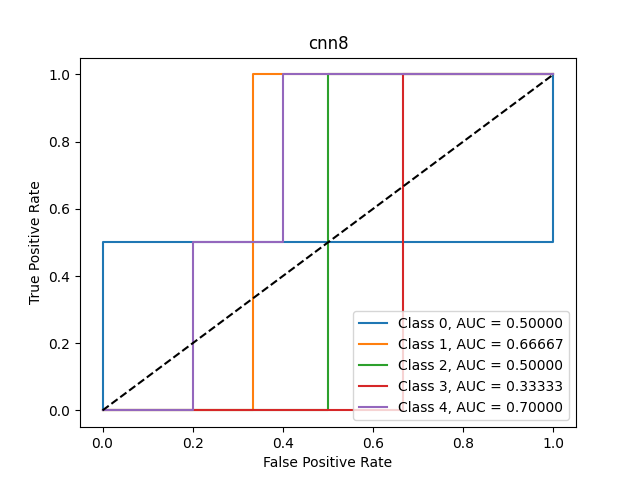 cnn8
True Positive Rate
1.0
0.8
0.6
0.4
0.2
0.0
Class 0, AUC = 0.50000
Class 1, AUC = 0.66667
Class 2, AUC = 0.50000
Class 3, AUC = 0.33333
Class 4, AUC = 0.70000
0.0 0.2 0.4 0.6 0.8 1.0
False Positive Rate